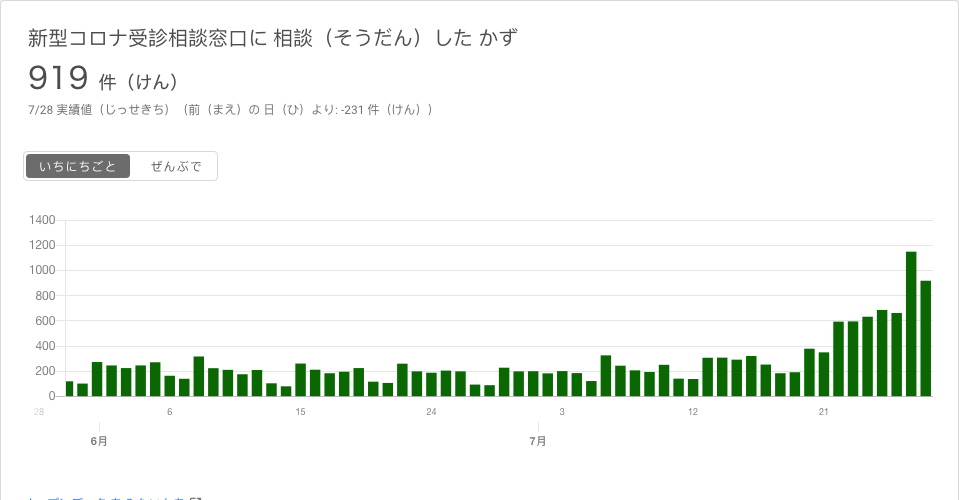 新型コロナ受診相談窓口に 相談（そうだん）した かず
919 件（けん）
7/28 実績値（じっせきち）（前（まえ）の 日（ひ）より: -231 件（けん））
いちにちごと ぜんぶで
1400
1200
1000
800
600
400
200
0
28 6 15 24 3 12 21
6月 7月